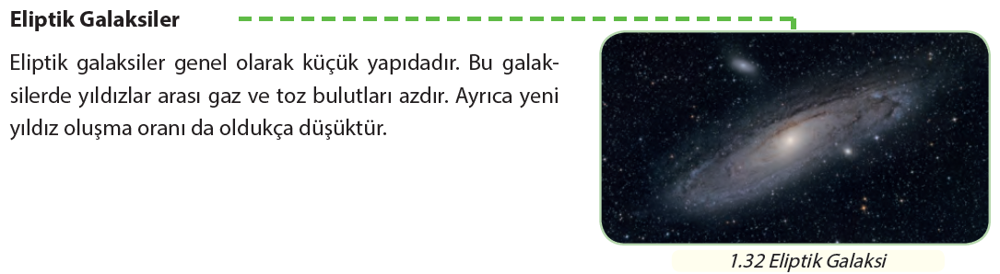 Eliptik Galaksiler
Eliptik galaksiler genel olarak küçük yapıdadır. Bu galak-
silerde yıldızlar arası gaz ve toz bulutları azdır. Ayrıca yeni
yıldız oluşma oranı da oldukça düşüktür.
1.32 Eliptik Galaksi